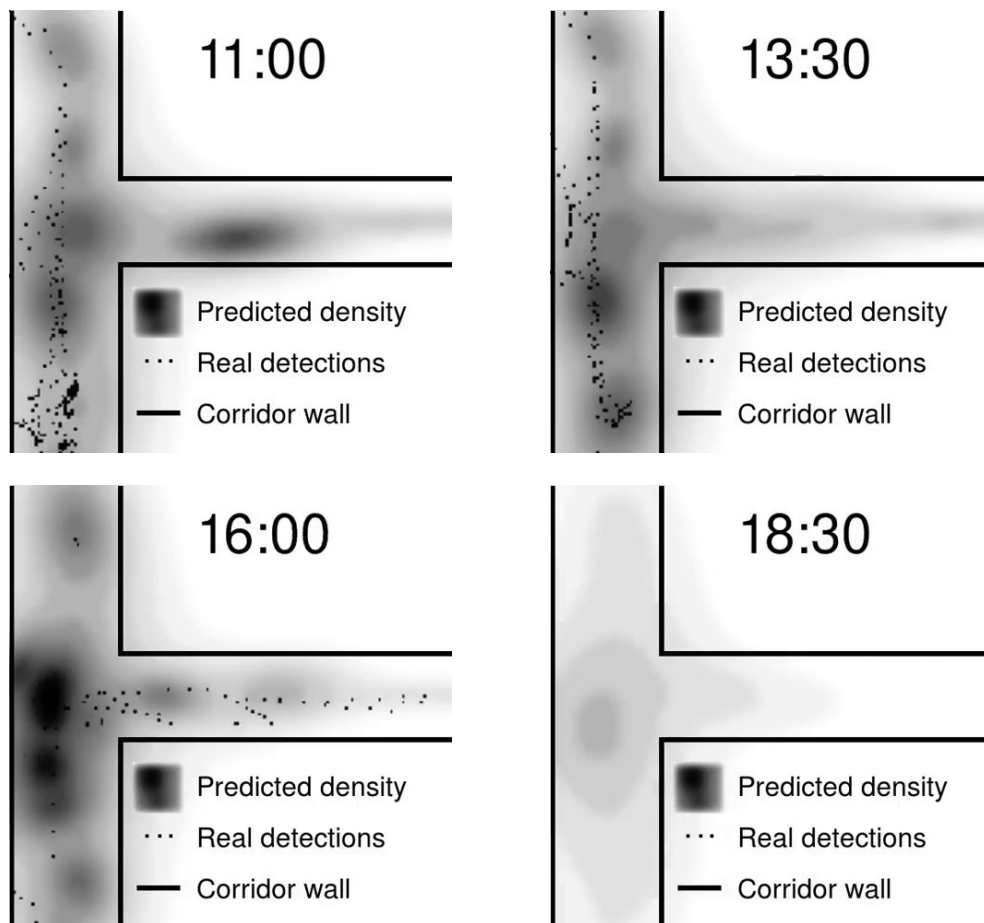 11:00
Predicted density
Real detections
Corridor wall
13:30
Predicted density
Real detections
Corridor wall
16:00
Predicted density
Real detections
Corridor wall
18:30
Predicted density
Real detections
Corridor wall